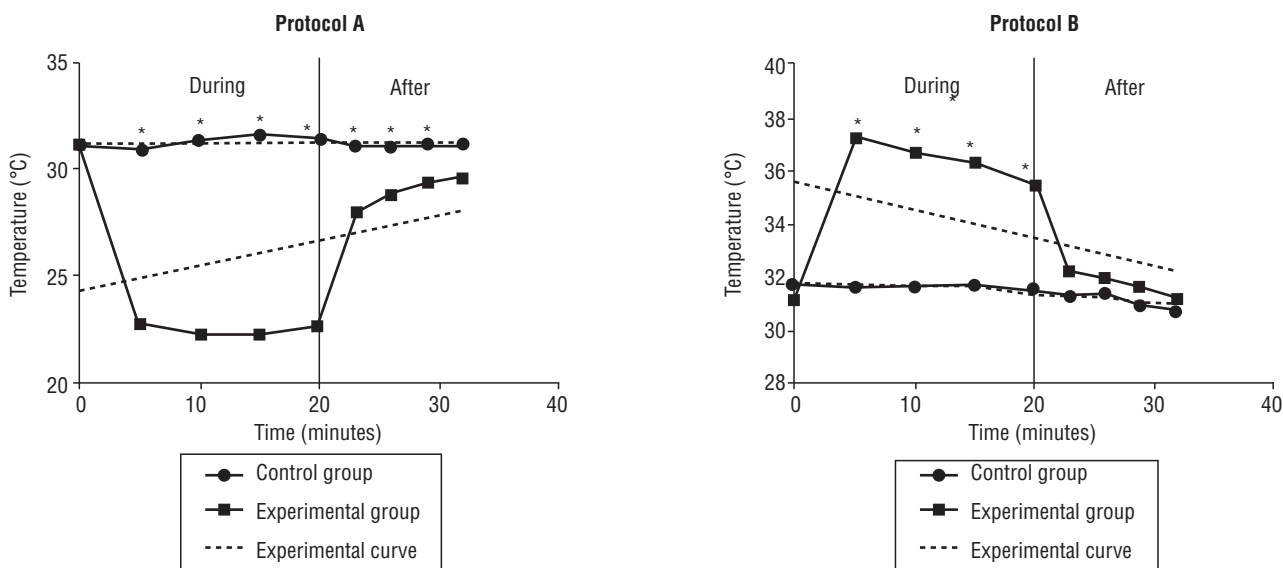 Protocol A
35
During
After
*
*
*
*
*
*
*
30
Temperature (°C)
25
20
0
10
20
30
40
Time (minutes)
Control group
Experimental group
Experimental curve
Protocol B
40
During
After
*
*
*
*
*
38
36
Temperature (°C)
34
32
30
28
0
10
20
30
40
Time (minutes)
Control group
Experimental group
Experimental curve